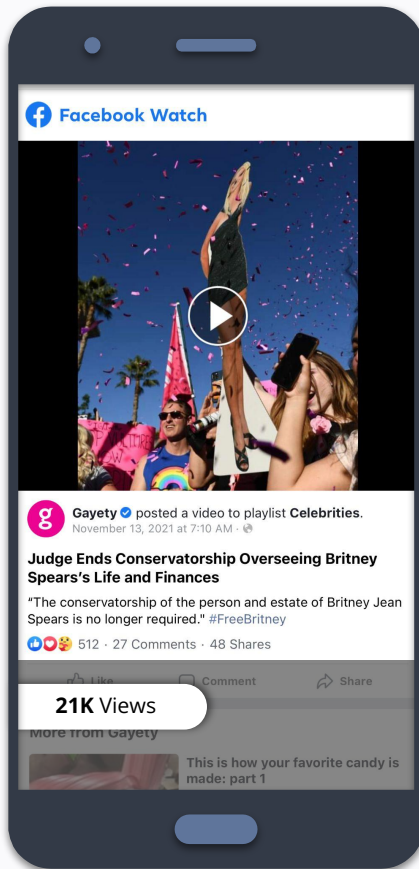 Facebook Watch
g
Gayety posted a video to playlist Celebrities.
November 13, 2021 at 7:10 AM ·
Judge Ends Conservatorship Overseeing Britney
Spears's Life and Finances
"The conservatorship of the person and estate of Britney Jean
Spears is no longer required." #FreeBritney
512 · 27 Comments · 48 Shares
Like Comment Share
21K Views
More from Gayety
This is how your favorite candy is
made: part 1